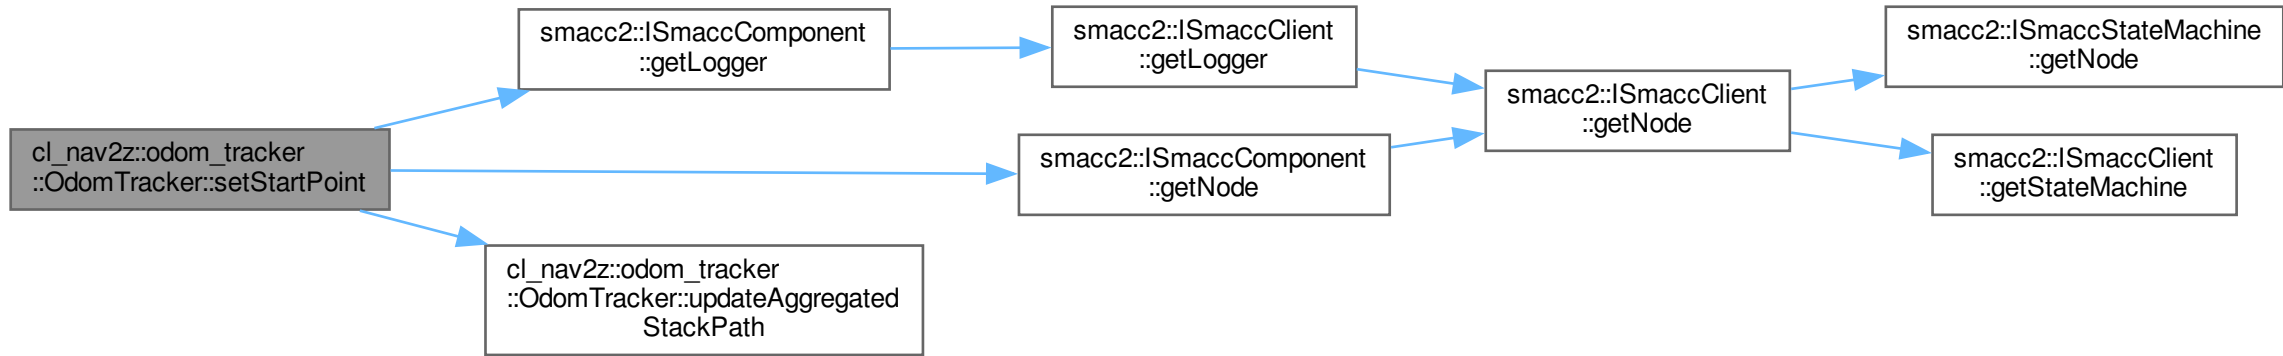 cl_nav2z::odom_tracker
::OdomTracker::setStartPoint
smacc2::ISmaccComponent
::getLogger
smacc2::ISmaccClient
::getLogger
smacc2::ISmaccComponent
::getNode
smacc2::ISmaccClient
::getNode
smacc2::ISmaccStateMachine
::getNode
smacc2::ISmaccClient
::getStateMachine
cl_nav2z::odom_tracker
::OdomTracker::updateAggregated
StackPath